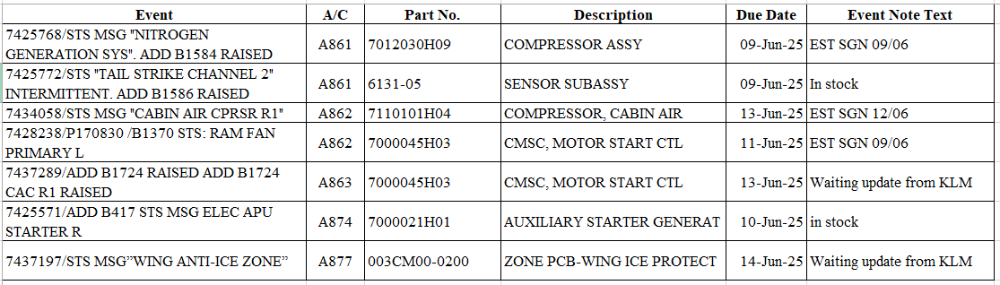 Event A/C Part No. Description Due Date Event Note Text
7425768/STS MSG "NITROGEN
GENERATION SYS". ADD B1584 RAISED A861 7012030H09 COMPRESSOR ASSY 09-Jun-25 EST SGN 09/06
7425772/STS "TAIL STRIKE CHANNEL 2"
INTERMITTENT. ADD B1586 RAISED A861 6131-05 SENSOR SUBASSY 09-Jun-25 In stock
7434058/STS MSG "CABIN AIR CPRSR R1" A862 7110101H04 COMPRESSOR, CABIN AIR 13-Jun-25 EST SGN 12/06
7428238/P170830 /B1370 STS: RAM FAN
PRIMARY L A862 7000045H03 CMSC, MOTOR START CTL 11-Jun-25 EST SGN 09/06
7437289/ADD B1724 RAISED ADD B1724
CAC R1 RAISED A863 7000045H03 CMSC, MOTOR START CTL 13-Jun-25 Waiting update from KLM
7425571/ADD B417 STS MSG ELEC APU
STARTER R A874 7000021H01 AUXILIARY STARTER GENERAT 10-Jun-25 in stock
7437197/STS MSG”WING ANTI-ICE ZONE” A877 003CM00-0200 ZONE PCB-WING ICE PROTECT 14-Jun-25 Waiting update from KLM